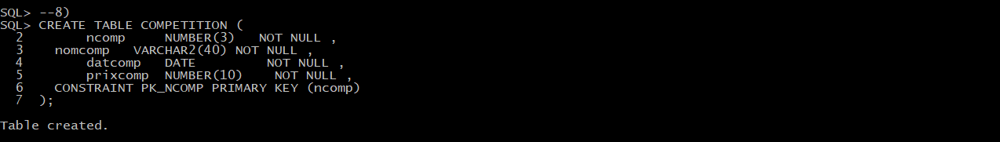 SQL> --8)
SQL> CREATE TABLE COMPETITION (
  2        ncomp     NUMBER(3)   NOT NULL ,
  3    nomcomp   VARCHAR2(40) NOT NULL ,
  4        datcomp   DATE         NOT NULL ,
  5        prixcomp  NUMBER(10)    NOT NULL ,
  6    CONSTRAINT PK_NCOMP PRIMARY KEY (ncomp)
  7  );
Table created.